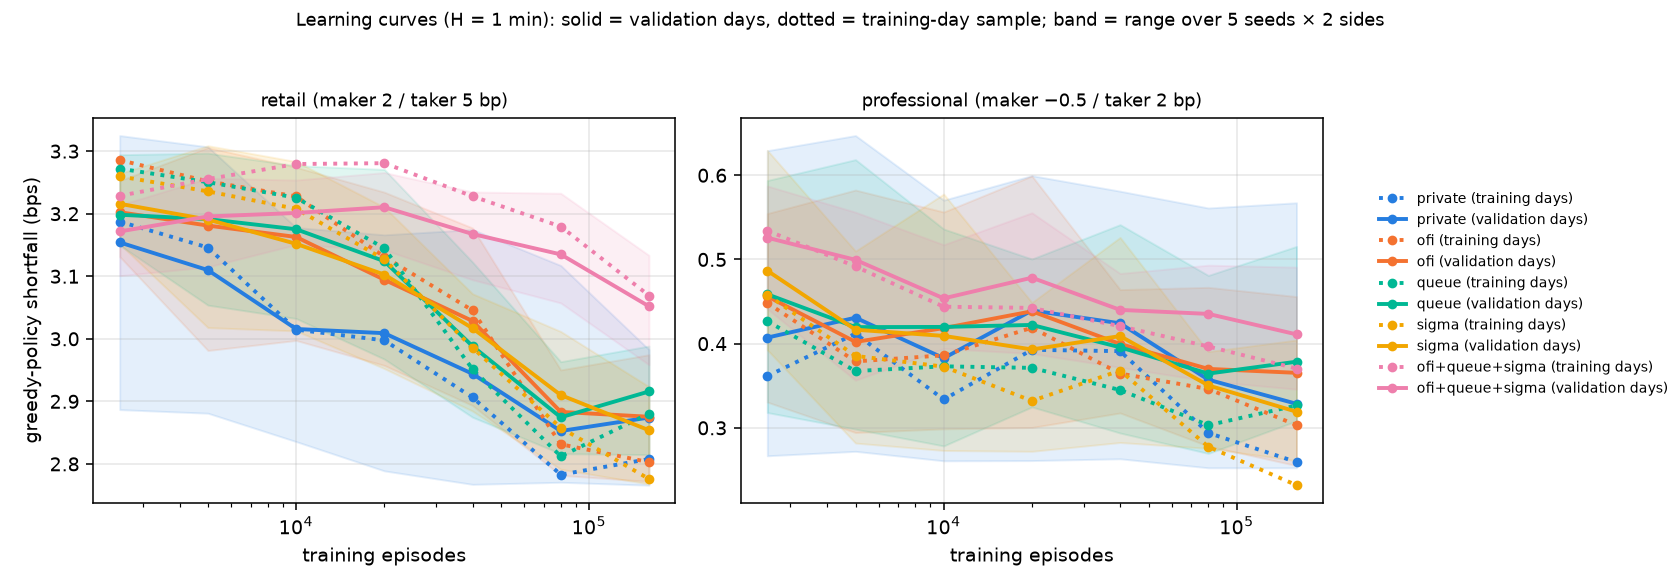 Learning curves (H = 1 min): solid = validation days, dotted = training-day sample; band = range over 5 seeds × 2 sides
retail (maker 2 / taker 5 bp)
professional (maker −0.5 / taker 2 bp)
greedy-policy shortfall (bps)
3.3
3.2
3.1
3.0
2.9
2.8
10⁴
10⁵
training episodes
0.6
0.5
0.4
0.3
10⁴
10⁵
training episodes
private (training days)
private (validation days)
ofi (training days)
ofi (validation days)
queue (training days)
queue (validation days)
sigma (training days)
sigma (validation days)
ofi+queue+sigma (training days)
ofi+queue+sigma (validation days)